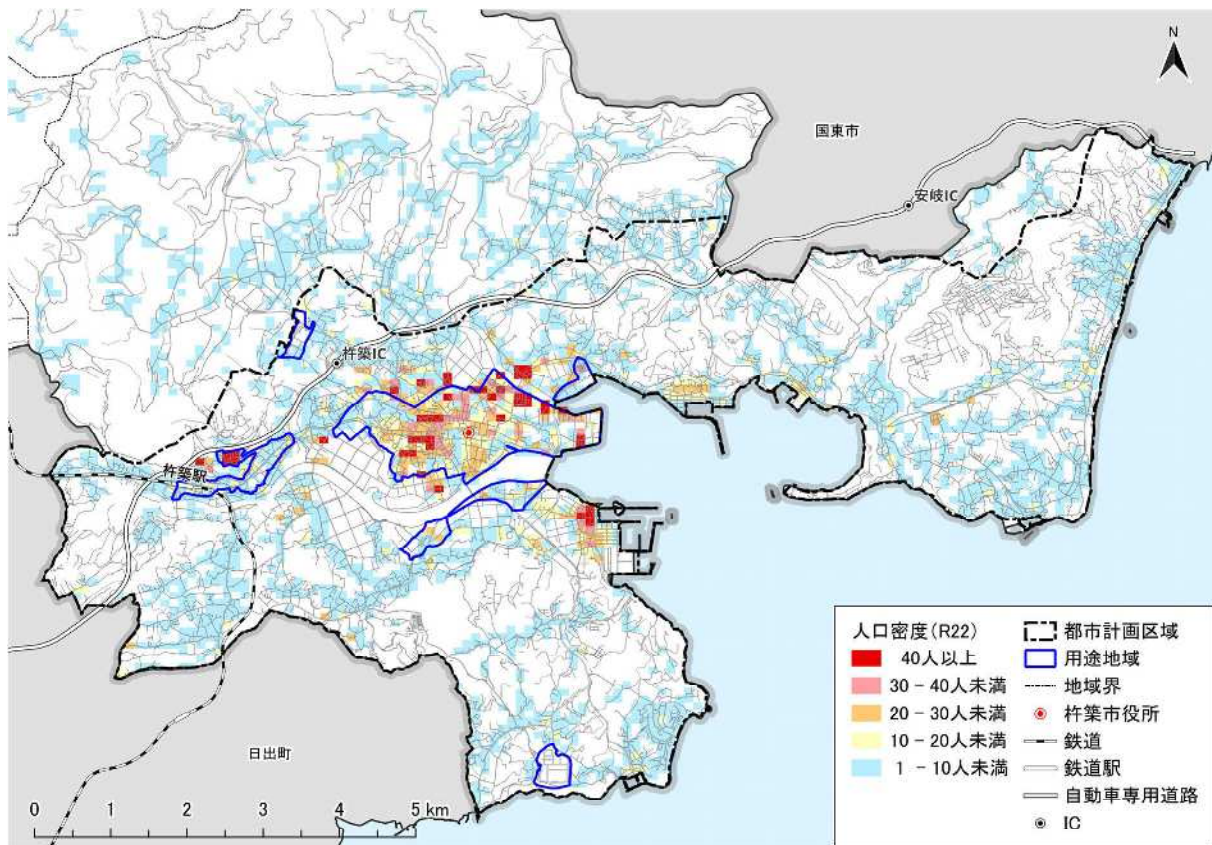 N
国東市
安岐IC
杵築IC
杵築駅
日出町
0 1 2 3 4 5 km
人口密度(R22)
40人以上
30 - 40人未満
20 - 30人未満
10 - 20人未満
1 - 10人未満
都市計画区域
用途地域
地域界
杵築市役所
鉄道
鉄道駅
自動車専用道路
IC